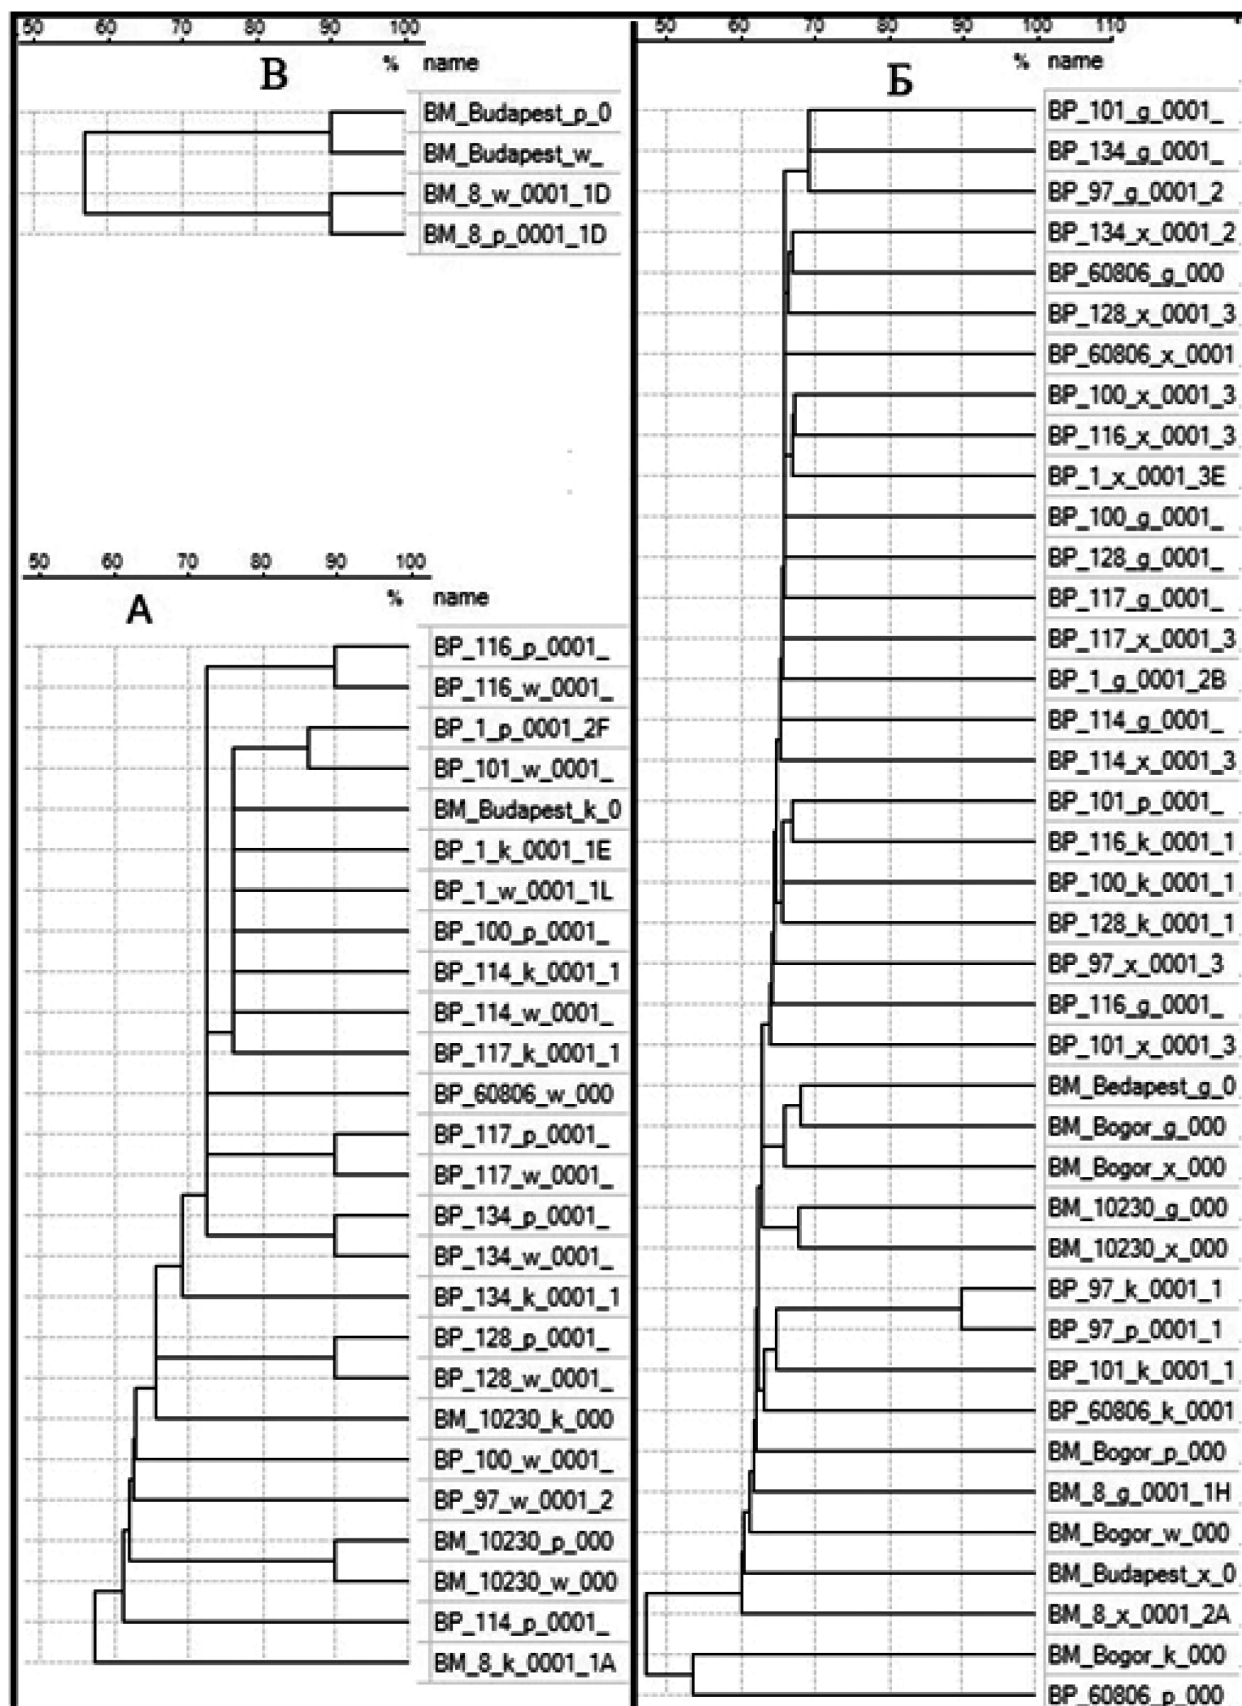 50 60 70 80 90 100
% name
В
BM_Budapest_p_0
BM_Budapest_w_
BM_8_w_0001_1D
BM_8_p_0001_1D
50 60 70 80 90 100
% name
А
BP_116_p_0001_
BP_116_w_0001_
BP_1_p_0001_2F
BP_101_w_0001_
BM_Budapest_k_0
BP_1_k_0001_1E
BP_1_w_0001_1L
BP_100_p_0001_
BP_114_k_0001_1
BP_114_w_0001_
BP_117_k_0001_1
BP_60806_w_000
BP_117_p_0001_
BP_117_w_0001_
BP_134_p_0001_
BP_134_w_0001_
BP_134_k_0001_1
BP_128_p_0001_
BP_128_w_0001_
BM_10230_k_000
BP_100_w_0001_
BP_97_w_0001_2
BM_10230_p_000
BM_10230_w_000
BP_114_p_0001_
BM_8_k_0001_1A
50 60 70 80 90 100 110
% name
Б
BP_101_g_0001_
BP_134_g_0001_
BP_97_g_0001_2
BP_134_x_0001_2
BP_60806_g_000
BP_128_x_0001_3
BP_60806_x_0001
BP_100_x_0001_3
BP_116_x_0001_3
BP_1_x_0001_3E
BP_100_g_0001_
BP_128_g_0001_
BP_117_g_0001_
BP_117_x_0001_3
BP_1_g_0001_2B
BP_114_g_0001_
BP_114_x_0001_3
BP_101_p_0001_
BP_116_k_0001_1
BP_100_k_0001_1
BP_128_k_0001_1
BP_97_x_0001_3
BP_116_g_0001_
BP_101_x_0001_3
BM_Bedapest_g_0
BM_Bogor_g_000
BM_Bogor_x_000
BM_10230_g_000
BM_10230_x_000
BP_97_k_0001_1
BP_97_p_0001_1
BP_101_k_0001_1
BP_60806_k_0001
BM_Bogor_p_000
BM_8_g_0001_1H
BM_Bogor_w_000
BM_Budapest_x_0
BM_8_x_0001_2A
BM_Bogor_k_000
BP_60806_p_000